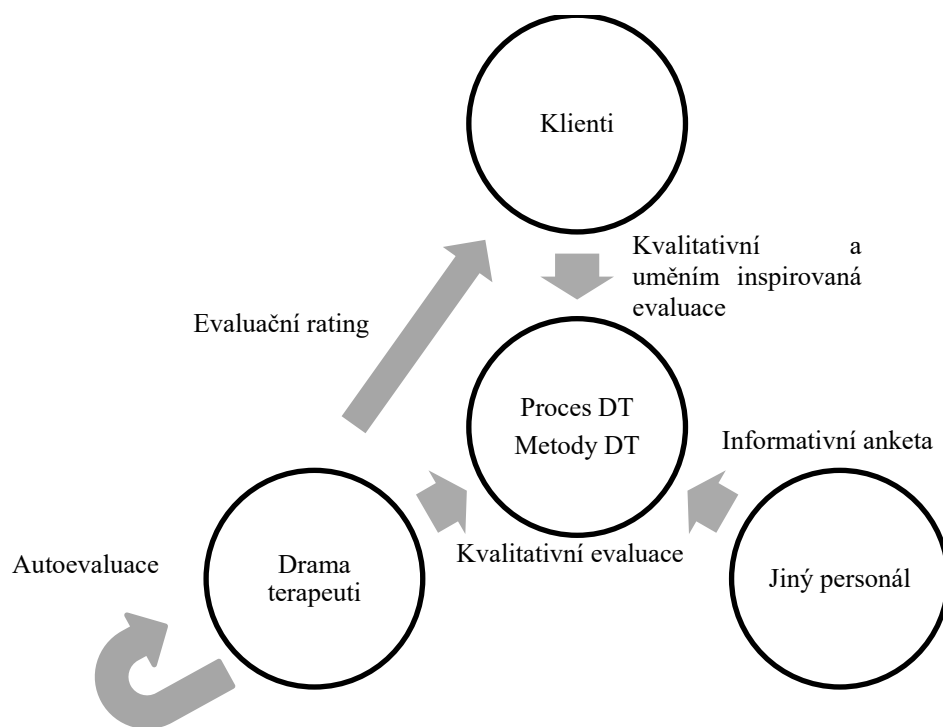 Klienti
Kvalitativní a
uměním inspirovaná
evaluace
Evaluační rating
Proces DT
Metody DT
Informativní anketa
Kvalitativní evaluace
Autoevaluace
Drama
terapeuti
Jiný personál